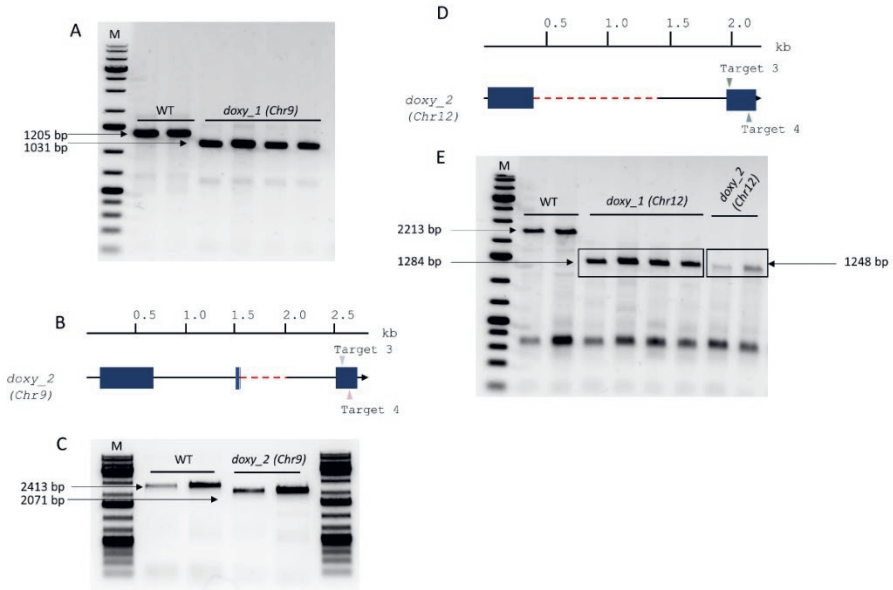 A
M
WT
doxy_1 (Chr9)
1205 bp
1031 bp
B
0.5 1.0 1.5 2.0 2.5
kb
Target 3
doxy_2
(Chr9)
Target 4
C
M
WT
doxy_2 (Chr9)
2413 bp
2071 bp
D
0.5 1.0 1.5 2.0
kb
Target 3
doxy_2
(Chr12)
Target 4
E
M
WT
doxy_1 (Chr12)
doxy_2
(Chr12)
2213 bp
1284 bp
1248 bp